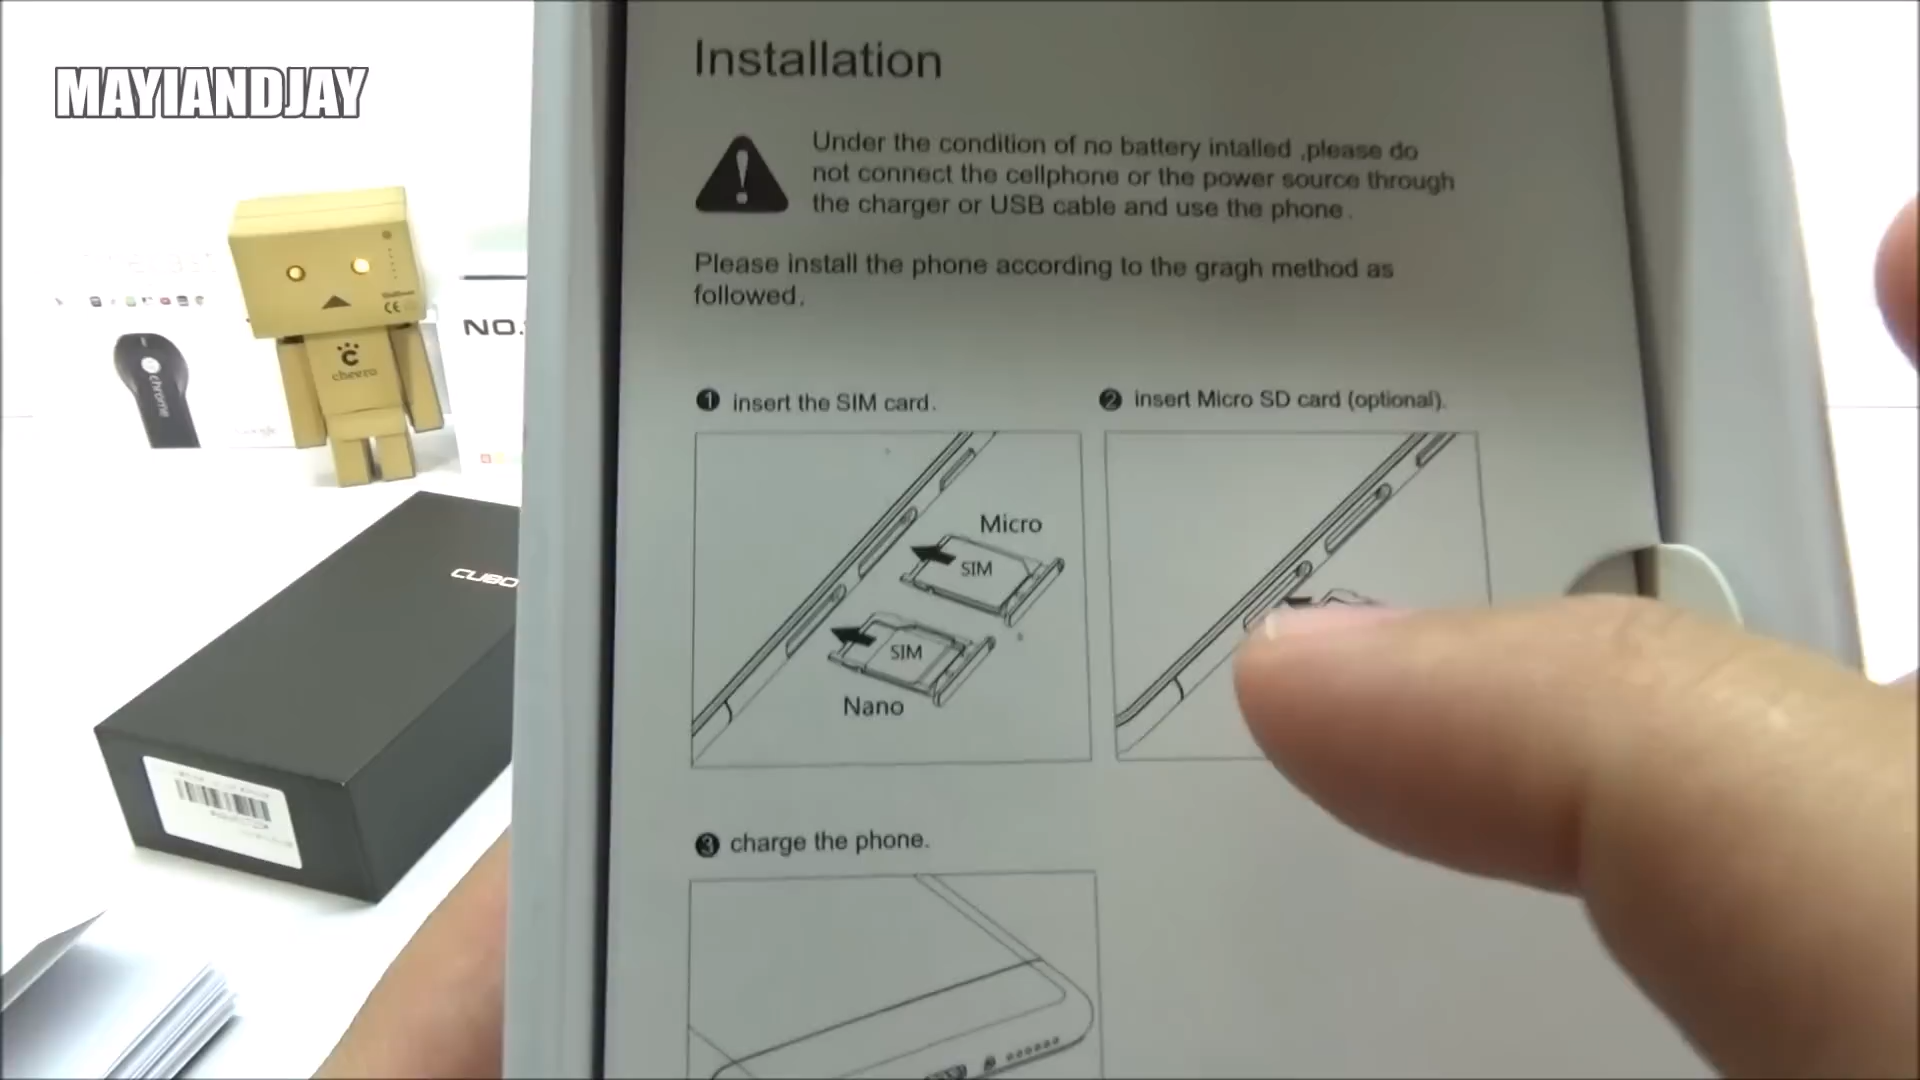 MAYIANDJAY
Installation
Under the condition of no battery intalled ,please do
not connect the cellphone or the power source through
the charger or USB cable and use the phone.
Please install the phone according to the gragh method as
followed.
1 insert the SIM card.
2 insert Micro SD card (optional).
Micro
SIM
SIM
Nano
3 charge the phone.
chrome
CE
cheero
NO.
CUBO